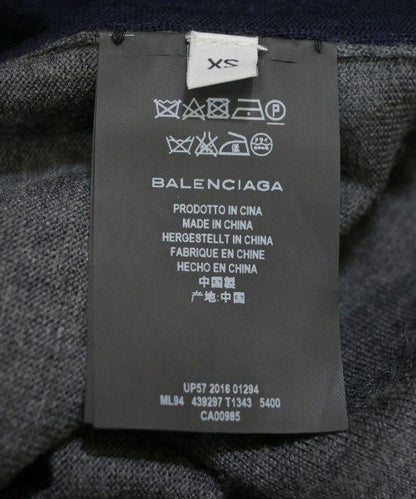 XS
P
BALENCIAGA
PRODOTTO IN CINA
MADE IN CHINA
HERGESTELLT IN CHINA
FABRIQUE EN CHINE
HECHO EN CHINA
中国製
产地:中国
UP57 2016 01294
ML94 439297 T1343 5400
CA00985